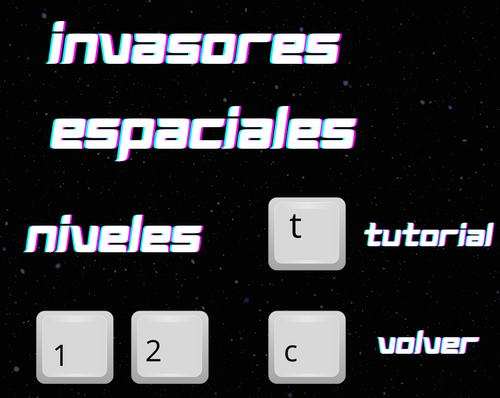 invasores
espaciales
niveles
t tutorial
1 2
c volver